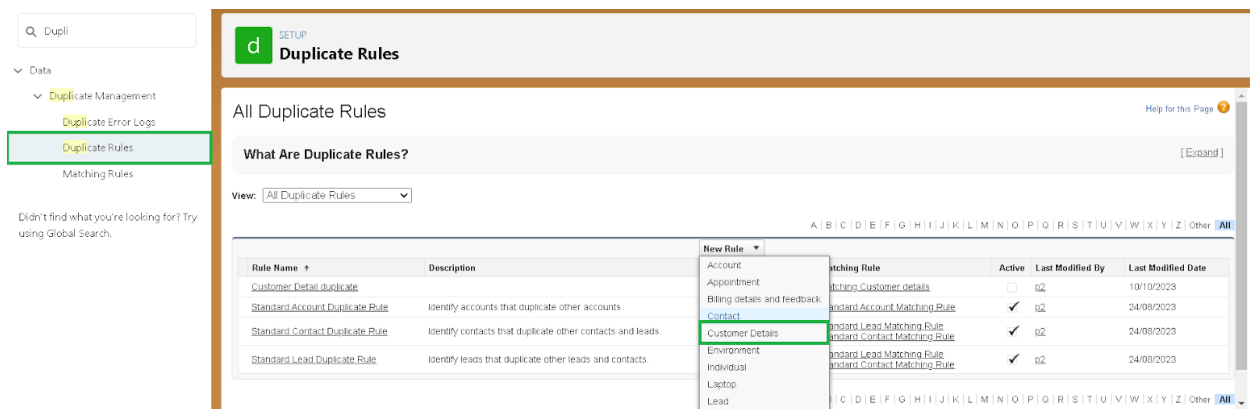 Dupli
Data
Duplicate Management
Duplicate Error Logs
Duplicate Rules
Matching Rules
Didn't find what you're looking for? Try
using Global Search.
d
SETUP
Duplicate Rules
All Duplicate Rules
Help for this Page ?
What Are Duplicate Rules?
[ Expand ]
View: All Duplicate Rules
A | B | C | D | E | F | G | H | I | J | K | L | M | N | O | P | Q | R | S | T | U | V | W | X | Y | Z | Other All
New Rule
Rule Name ↑ Description atching Rule Active Last Modified By Last Modified Date
Customer Detail duplicate atching Customer details p2 10/10/2023
Standard Account Duplicate Rule Identify accounts that duplicate other accounts. andard Account Matching Rule p2 24/08/2023
Standard Contact Duplicate Rule Identify contacts that duplicate other contacts and leads. andard Lead Matching Rule p2 24/08/2023
andard Contact Matching Rule
Standard Lead Duplicate Rule Identify leads that duplicate other leads and contacts. andard Lead Matching Rule p2 24/08/2023
andard Contact Matching Rule
Account
Appointment
Billing details and feedback
Contact
Customer Details
Environment
Individual
Laptop
Lead
C | D | E | F | G | H | I | J | K | L | M | N | O | P | Q | R | S | T | U | V | W | X | Y | Z | Other All